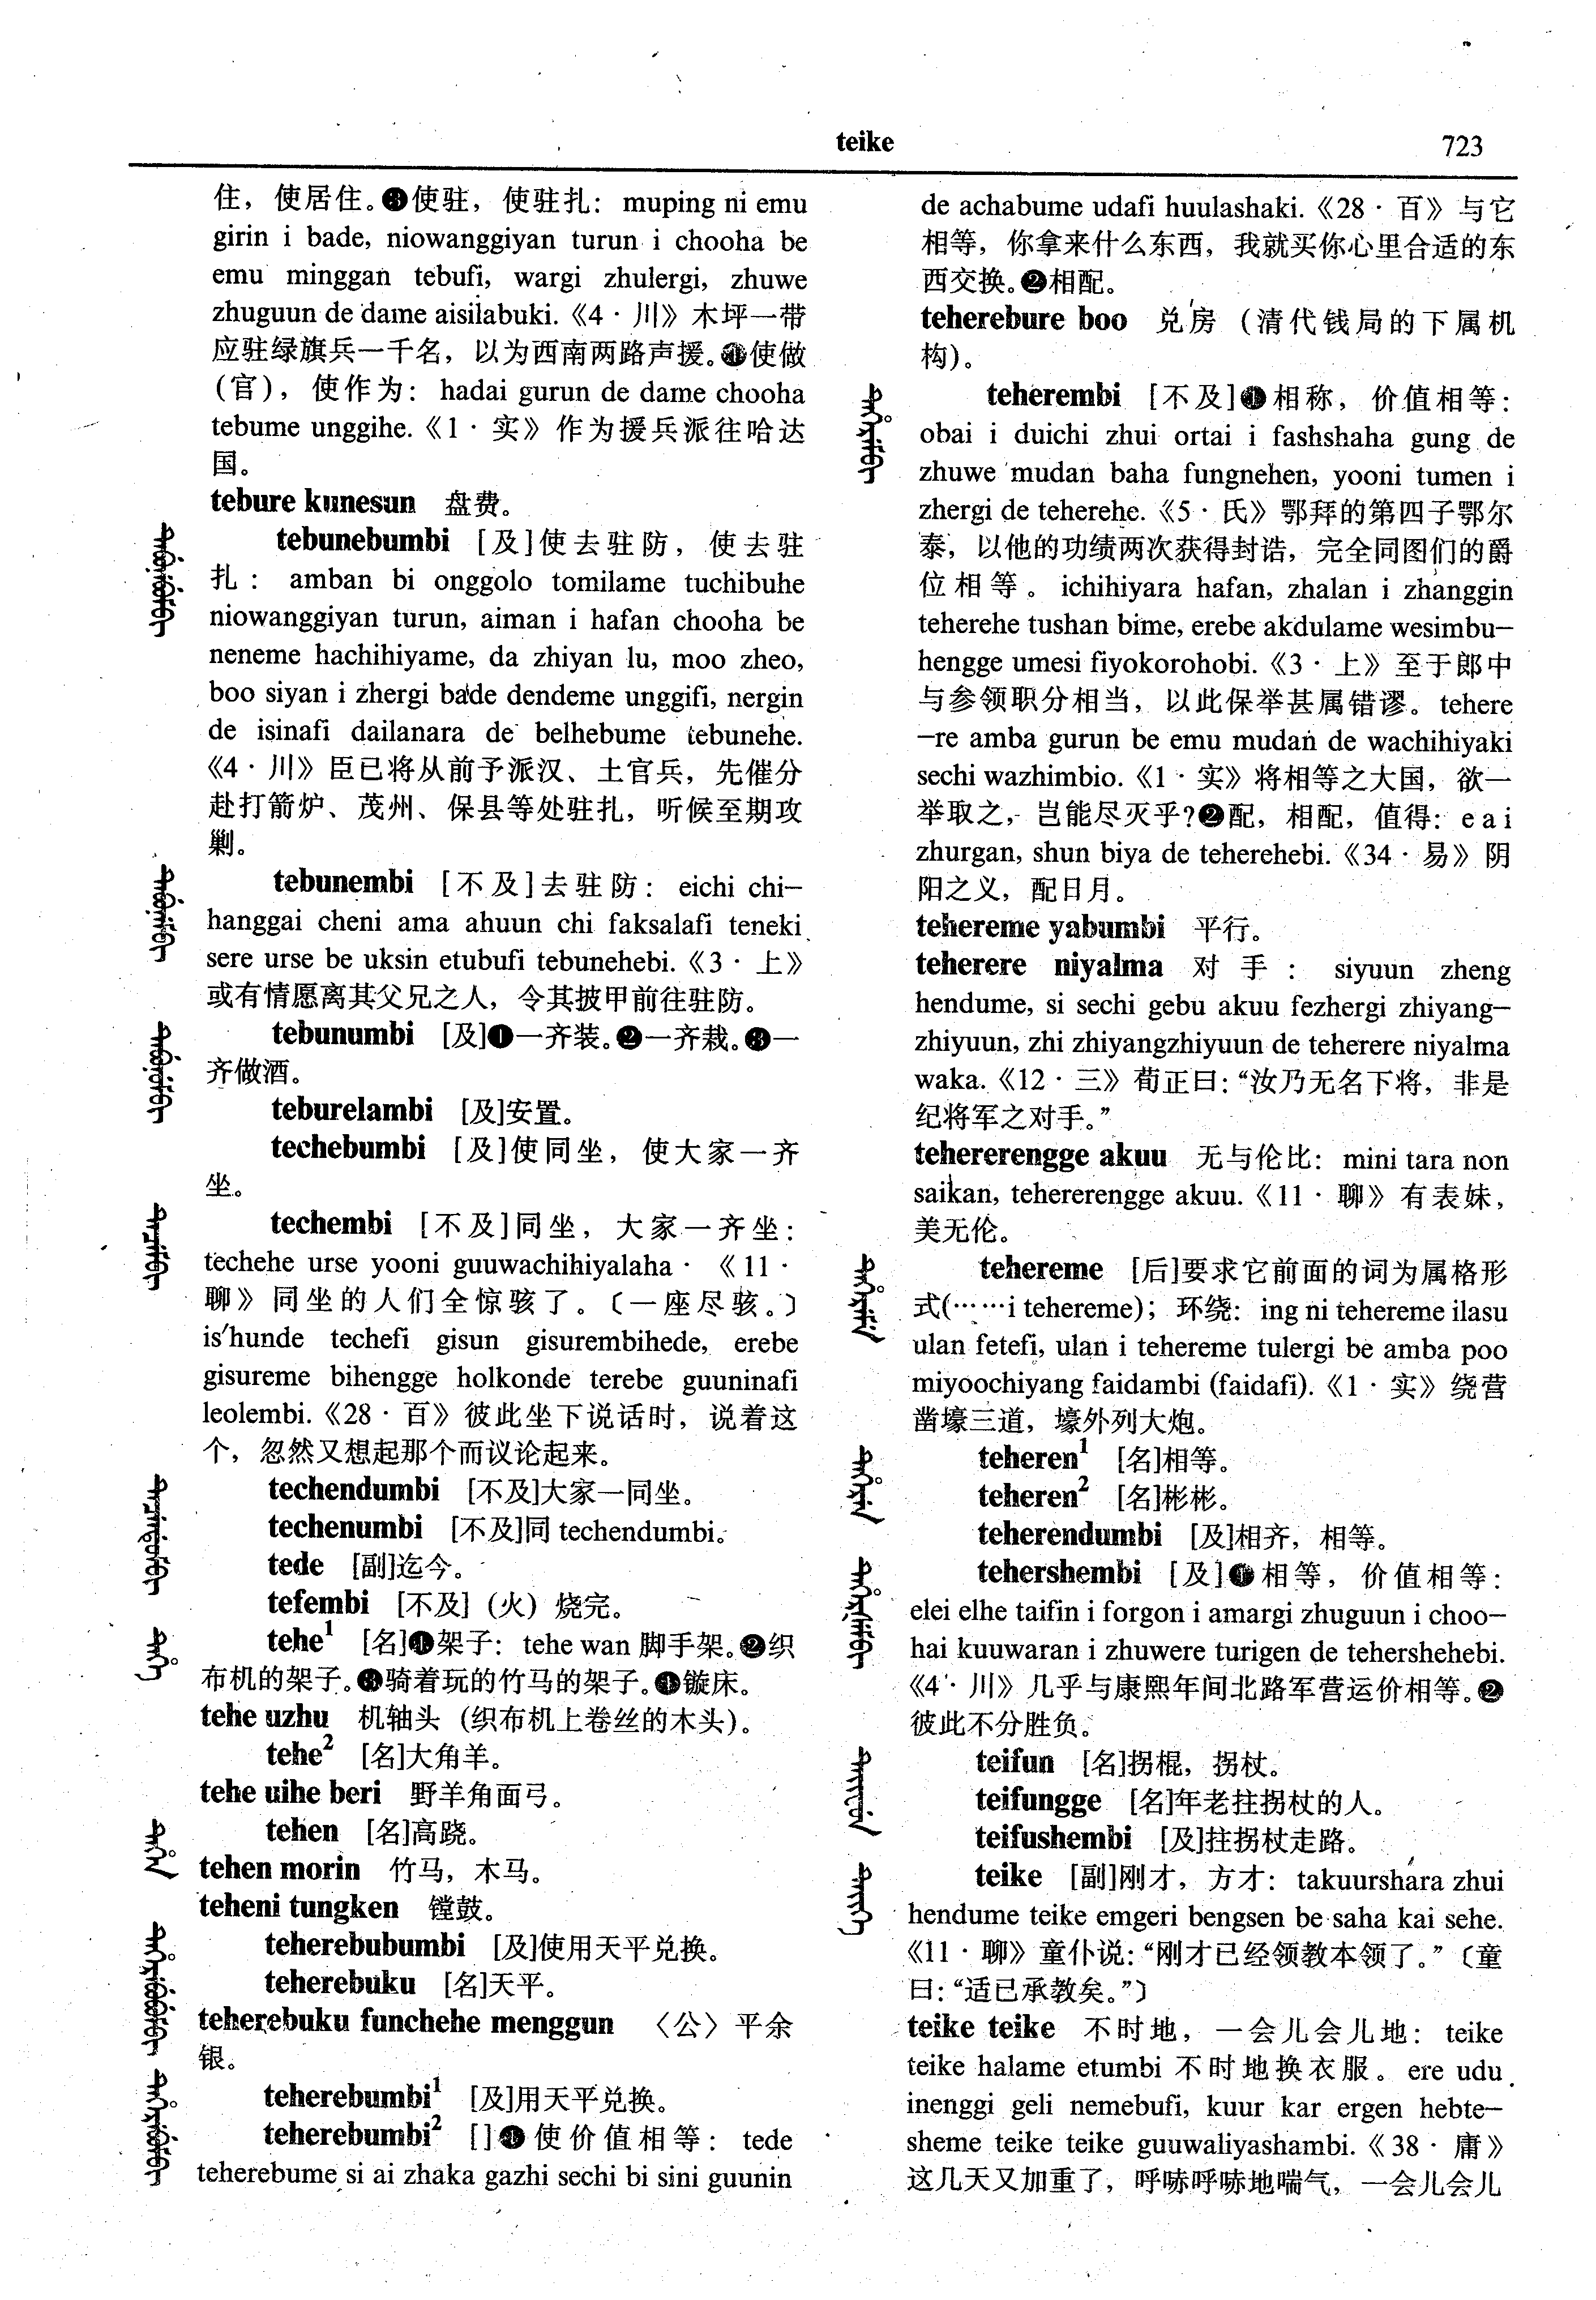 teike
723
住，使居住。❸使驻，使驻扎：muping ni emu
girin i bade, niowanggiyan turun i chooha be
emu minggan tebufi, wargi zhulergi, zhuwe
zhuguun de dame aisilabuki.《4·川》木坪一带
应驻绿旗兵一千名，以为西南两路声援。❹使做
(官)，使作为：hadai gurun de dame chooha
tebume unggihe.《1·实》作为援兵派往哈达
国。
tebure kunesun 盘费。
tebunebumbi [及]使去驻防，使去驻
扎：amban bi onggolo tomilame tuchibuhe
niowanggiyan turun, aiman i hafan chooha be
neneme hachihiyame, da zhiyan lu, moo zheo,
boo siyan i zhergi bade dendeme unggifi, nergin
de isinafi dailanara de belhebume tebunehe.
《4·川》臣已将从前予派汉、土官兵，先催分
赴打箭炉、茂州、保县等处驻扎，听候至期攻
剿。
tebunembi [不及]去驻防：eichi chi-
hanggai cheni ama ahuun chi faksalafi teneki
sere urse be uksin etubufi tebunehebi.《3·上》
或有情愿离其父兄之人，令其披甲前往驻防。
tebunumbi [及]❶一齐装。❷一齐栽。❸一
齐做酒。
teburelambi [及]安置。
techebumbi [及]使同坐，使大家一齐
坐。
techembi [不及]同坐，大家一齐坐：
techehe urse yooni guuwachihiyalaha·《11·
聊》同坐的人们全惊骇了。〔一座尽骇。〕
is'hunde techefi gisun gisurembihede, erebe
gisureme bihengge holkonde terebe guuninafi
leolembi.《28·百》彼此坐下说话时，说着这
个，忽然又想起那个而议论起来。
techendumbi [不及]大家一同坐。
techenumbi [不及]同 techendumbi。
tede [副]迄今。
tefembi [不及]（火）烧完。
tehe¹ [名]❶架子：tehe wan 脚手架。❷织
布机的架子。❸骑着玩的竹马的架子。❹镟床。
tehe uzhu 机轴头（织布机上卷丝的木头）。
tehe² [名]大角羊。
tehe uihe beri 野羊角面弓。
tehen [名]高跷。
tehen morin 竹马，木马。
teheni tungken 镗鼓。
teherebubumbi [及]使用天平兑换。
teherebuku [名]天平。
teherebuku funchehe menggun 〈公〉平余
银。
teherebumbi¹ [及]用天平兑换。
teherebumbi² []❶使价值相等：tede
teherebume si ai zhaka gazhi sechi bi sini guunin
de achabume udafi huulashaki.《28·百》与它
相等，你拿来什么东西，我就买你心里合适的东
西交换。❷相配。
teherebure boo 兑房（清代钱局的下属机
构）。
teherembi [不及]❶相称，价值相等：
obai i duichi zhui ortai i fashshaha gung de
zhuwe mudan baha fungnehen, yooni tumen i
zhergi de teherehe.《5·氏》鄂拜的第四子鄂尔
泰，以他的功绩两次获得封诰，完全同图们的爵
位相等。ichihiyara hafan, zhalan i zhanggin
teherehe tushan bime, erebe akdulame wesimbu-
hengge umesi fiyokorohobi.《3·上》至于郎中
与参领职分相当，以此保举甚属错谬。tehere
-re amba gurun be emu mudan de wachihiyaki
sechi wazhimbio.《1·实》将相等之大国，欲一
举取之，岂能尽灭乎?❷配，相配，值得：e a i
zhurgan, shun biya de teherehebi.《34·易》阴
阳之义，配日月。
tehereme yabumbi 平行。
teherere niyalma 对手：siyuun zheng
hendume, si sechi gebu akuu fezhergi zhiyang-
zhiyuun, zhi zhiyangzhiyuun de teherere niyalma
waka.《12·三》荀正曰：“汝乃无名下将，非是
纪将军之对手。”
tehererengge akuu 无与伦比：mini tara non
saikan, tehererengge akuu.《11·聊》有表妹，
美无伦。
tehereme [后]要求它前面的词为属格形
式(……i tehereme)；环绕：ing ni tehereme ilasu
ulan fetefi, ulan i tehereme tulergi be amba poo
miyoochiyang faidambi (faidafi).《1·实》绕营
凿壕三道，壕外列大炮。
teheren¹ [名]相等。
teheren² [名]彬彬。
teherendumbi [及]相齐，相等。
tehershembi [及]❶相等，价值相等：
elei elhe taifin i forgon i amargi zhuguun i choo-
hai kuuwaran i zhuwere turigen de tehershehebi.
《4·川》几乎与康熙年间北路军营运价相等。❷
彼此不分胜负。
teifun [名]拐棍，拐杖。
teifungge [名]年老拄拐杖的人。
teifushembi [及]拄拐杖走路。
teike [副]刚才，方才：takuurshara zhui
hendume teike emgeri bengsen be saha kai sehe.
《11·聊》童仆说：“刚才已经领教本领了。”〔童
曰：“适已承教矣。”〕
teike teike 不时地，一会儿会儿地：teike
teike halame etumbi 不时地换衣服。ere udu
inenggi geli nemebufi, kuur kar ergen hebte-
sheme teike teike guuwaliyashambi.《38·庸》
这几天又加重了，呼哧呼哧地喘气，一会儿会儿